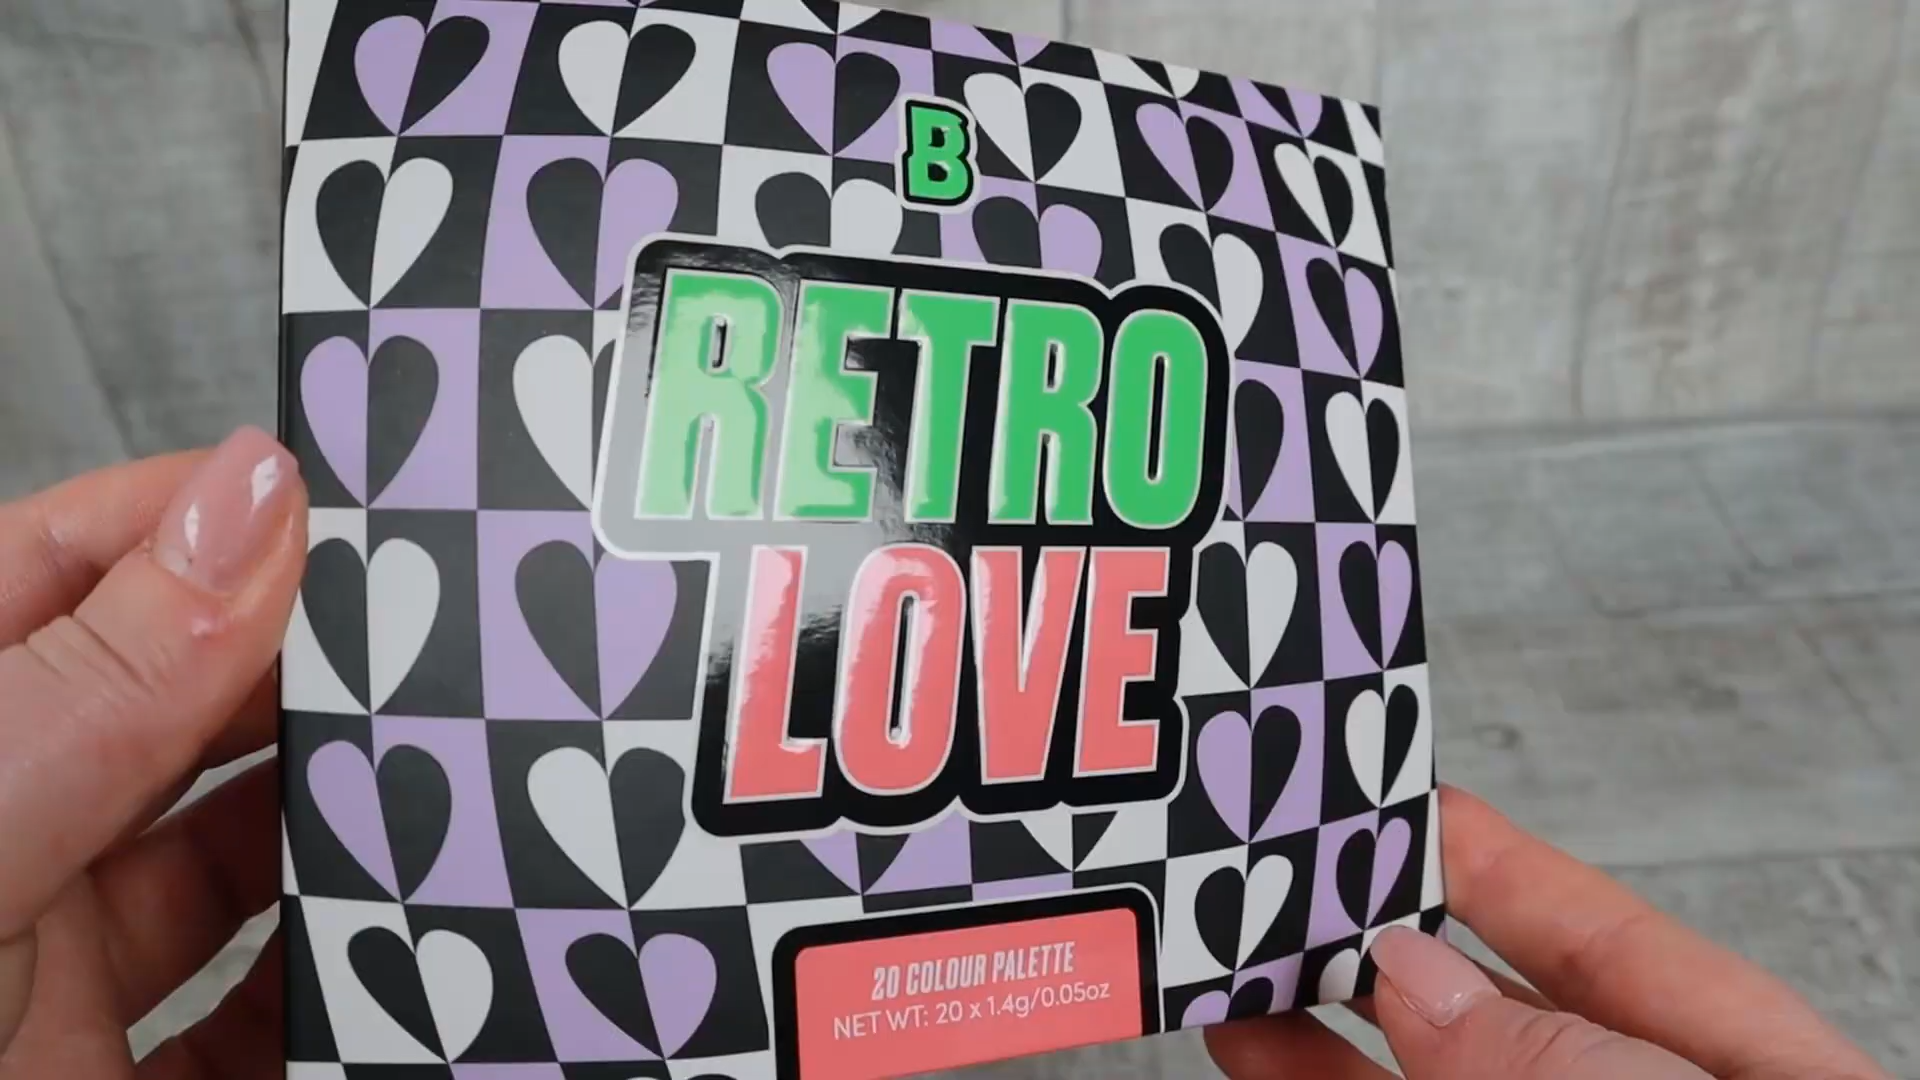 B
RETRO
LOVE
20 COLOUR PALETTE
NET WT: 20 x 1.4g/0.05oz